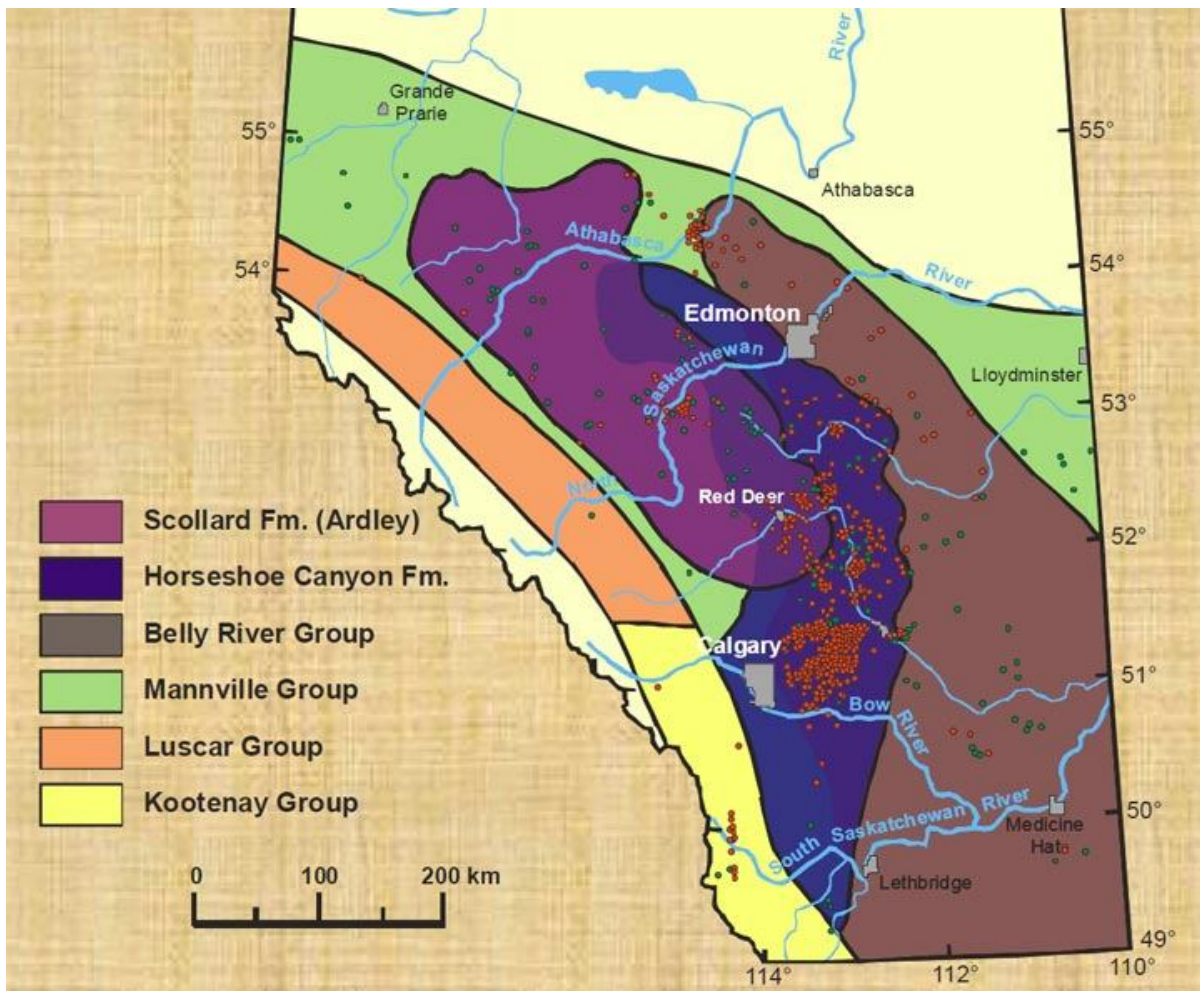 River
Grande
Prarie
55°
55°
Athabasca
Athabasca
River
54°
54°
Edmonton
Saskatchewan
Lloydminster
53°
North
Red Deer
52°
Scollard Fm. (Ardley)
Horseshoe Canyon Fm.
Belly River Group
Mannville Group
Luscar Group
Kootenay Group
Calgary
51°
Bow
River
50°
South Saskatchewan River
Medicine
Hat
Lethbridge
0 100 200 km
49°
114° 112° 110°